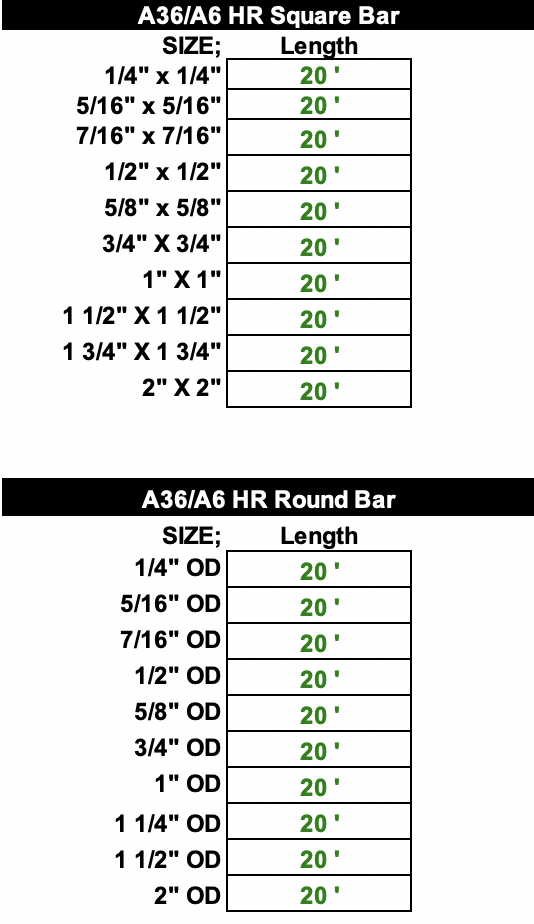 A36/A6 HR Square Bar
SIZE; Length
1/4" x 1/4" 20 '
5/16" x 5/16" 20 '
7/16" x 7/16" 20 '
1/2" x 1/2" 20 '
5/8" x 5/8" 20 '
3/4" X 3/4" 20 '
1" X 1" 20 '
1 1/2" X 1 1/2" 20 '
1 3/4" X 1 3/4" 20 '
2" X 2" 20 '
A36/A6 HR Round Bar
SIZE; Length
1/4" OD 20 '
5/16" OD 20 '
7/16" OD 20 '
1/2" OD 20 '
5/8" OD 20 '
3/4" OD 20 '
1" OD 20 '
1 1/4" OD 20 '
1 1/2" OD 20 '
2" OD 20 '